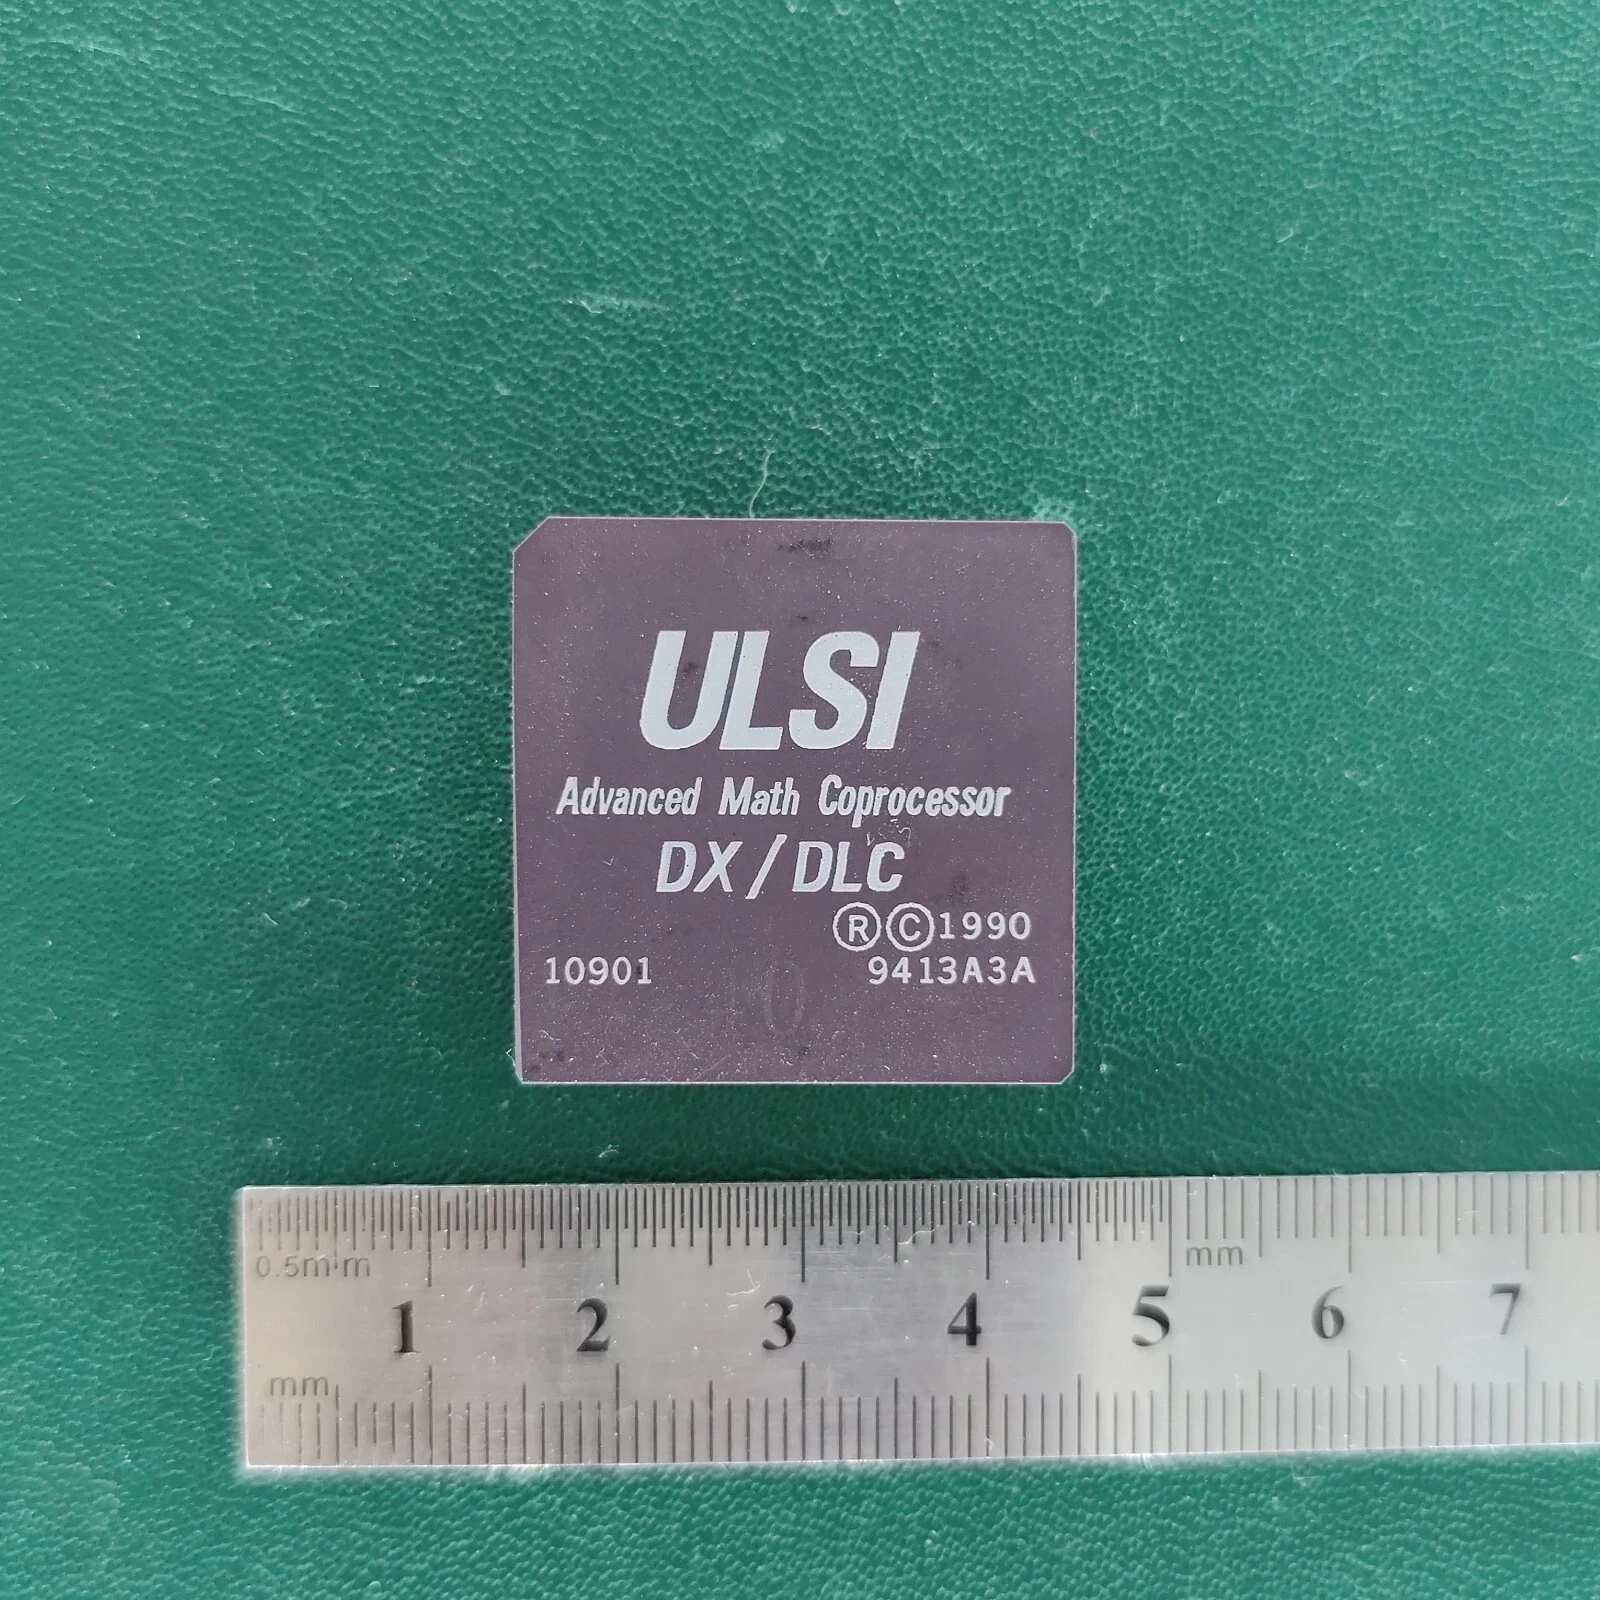 ULSI
Advanced Math Coprocessor
DX/DLC
®©1990
10901 9413A3A
40
0.5mm mm
1 2 3 4 5 6 7
mm